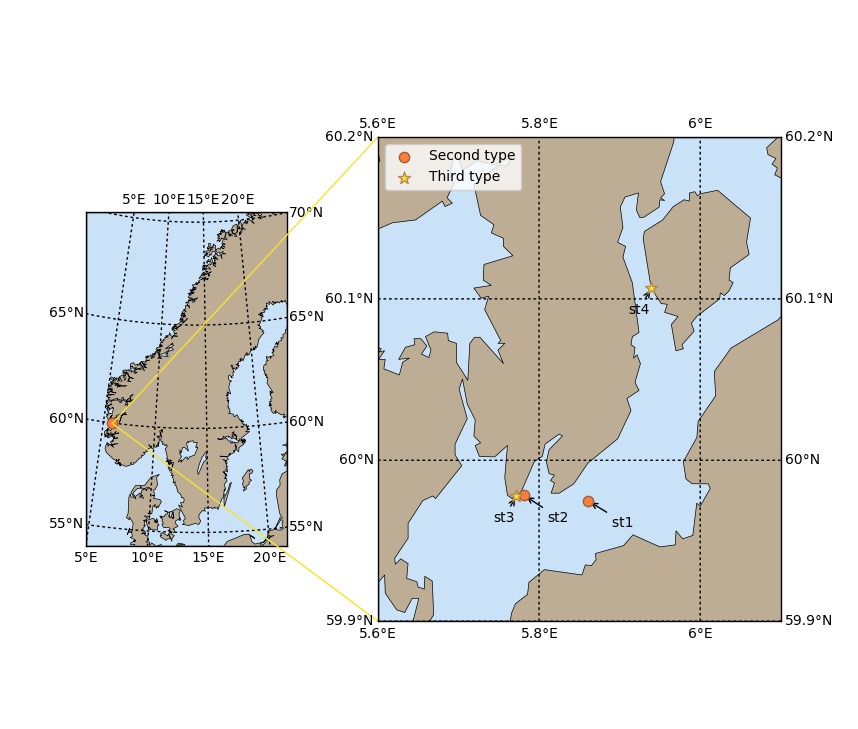 5.6°E 5.8°E 6°E
60.2°N 60.2°N
Second type
Third type
5°E 10°E 15°E 20°E
70°N
60.1°N 60.1°N
st4
65°N 65°N
60°N 60°N
60°N 60°N
st3 st2 st1
55°N 55°N
5°E 10°E 15°E 20°E
59.9°N 59.9°N
5.6°E 5.8°E 6°E